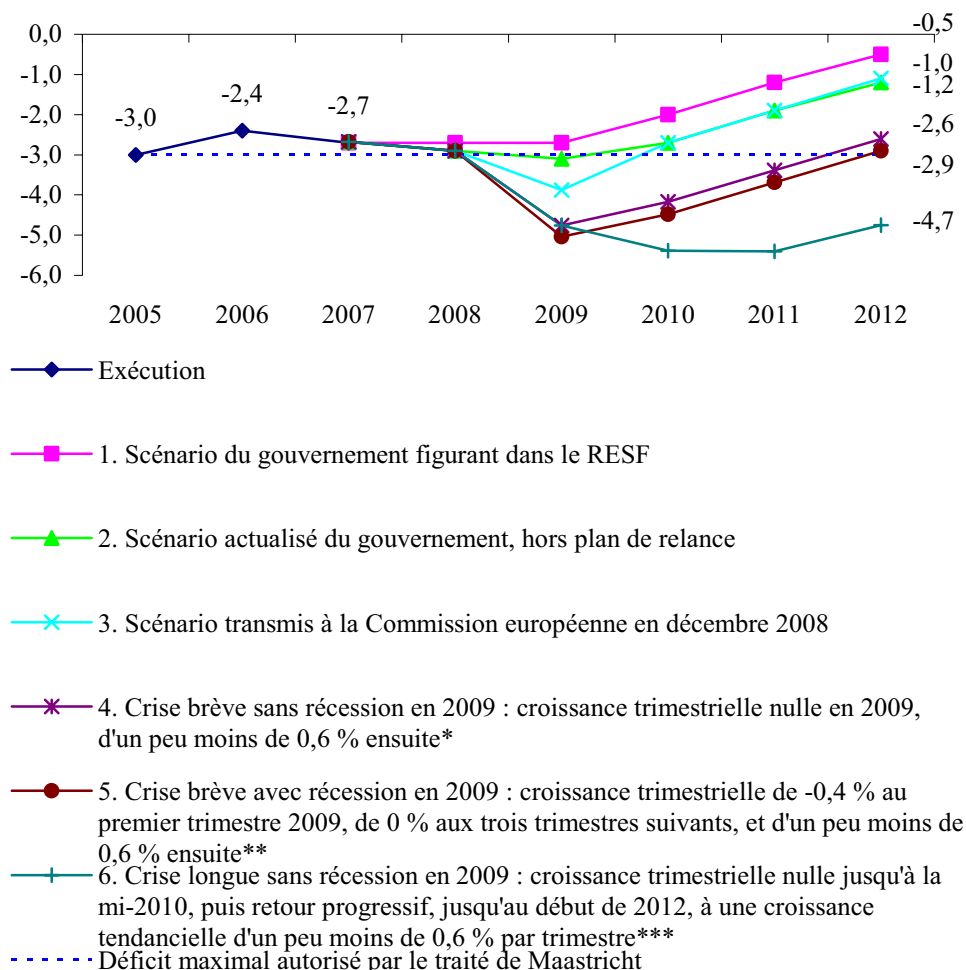 0,0
-1,0
-2,0
-3,0
-4,0
-5,0
-6,0
-3,0
-2,4
-2,7
-0,5
-1,0
-1,2
-2,6
-2,9
-4,7
2005 2006 2007 2008 2009 2010 2011 2012
Exécution
1. Scénario du gouvernement figurant dans le RESF
2. Scénario actualisé du gouvernement, hors plan de relance
3. Scénario transmis à la Commission européenne en décembre 2008
4. Crise brève sans récession en 2009 : croissance trimestrielle nulle en 2009,
d'un peu moins de 0,6 % ensuite*
5. Crise brève avec récession en 2009 : croissance trimestrielle de -0,4 % au
premier trimestre 2009, de 0 % aux trois trimestres suivants, et d'un peu moins de
0,6 % ensuite**
6. Crise longue sans récession en 2009 : croissance trimestrielle nulle jusqu'à la
mi-2010, puis retour progressif, jusqu'au début de 2012, à une croissance
tendancielle d'un peu moins de 0,6 % par trimestre***
Déficit maximal autorisé par le traité de Maastricht